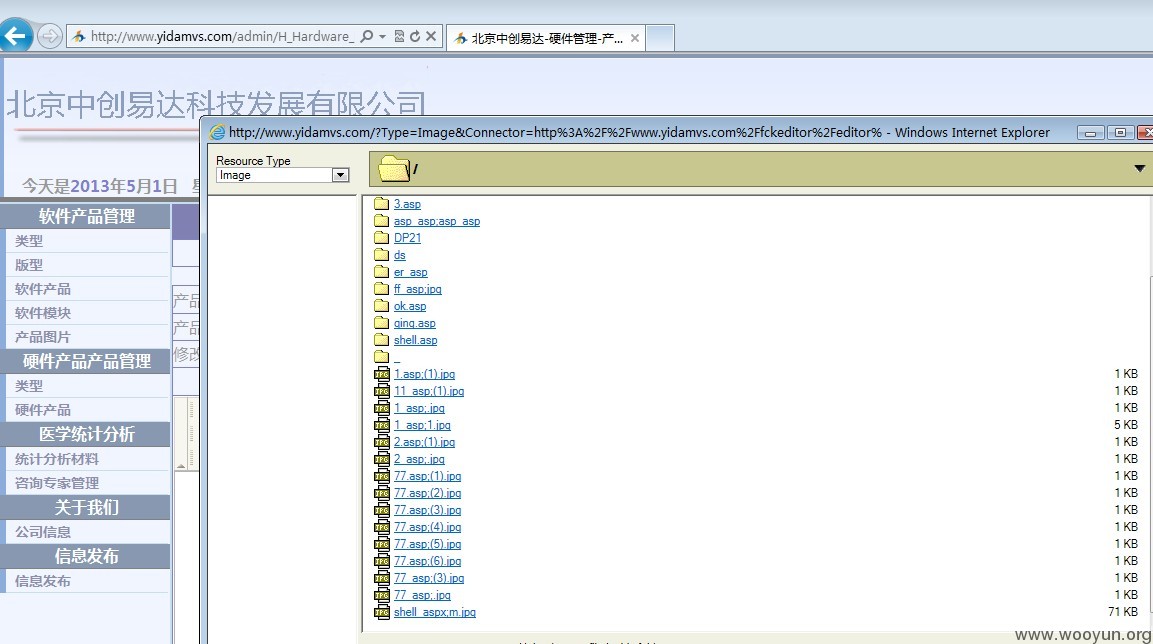 http://www.yidamvs.com/admin/H_Hardware_
北京中创易达-硬件管理-产...
北京中创易达科技发展有限公司
今天是2013年5月1日
软件产品管理
类型
版型
软件产品
软件模块
产品图片
硬件产品产品管理
类型
硬件产品
医学统计分析
统计分析材料
咨询专家管理
关于我们
公司信息
信息发布
信息发布
产品
产品
修改
http://www.yidamvs.com/?Type=Image&Connector=http%3A%2F%2Fwww.yidamvs.com%2Ffckeditor%2Feditor% - Windows Internet Explorer
Resource Type
Image
/
3.asp
asp_asp;asp_asp
DP21
ds
er_asp
ff_asp;jpg
ok.asp
qing.asp
shell.asp
_
1.asp;(1).jpg 1 KB
11_asp;(1).jpg 1 KB
1_asp;.jpg 1 KB
1_asp;1.jpg 5 KB
2.asp;(1).jpg 1 KB
2_asp;.jpg 1 KB
77.asp;(1).jpg 1 KB
77.asp;(2).jpg 1 KB
77.asp;(3).jpg 1 KB
77.asp;(4).jpg 1 KB
77.asp;(5).jpg 1 KB
77.asp;(6).jpg 1 KB
77_asp;(3).jpg 1 KB
77_asp;.jpg 1 KB
shell_aspx;m.jpg 71 KB
www.wooyun.org